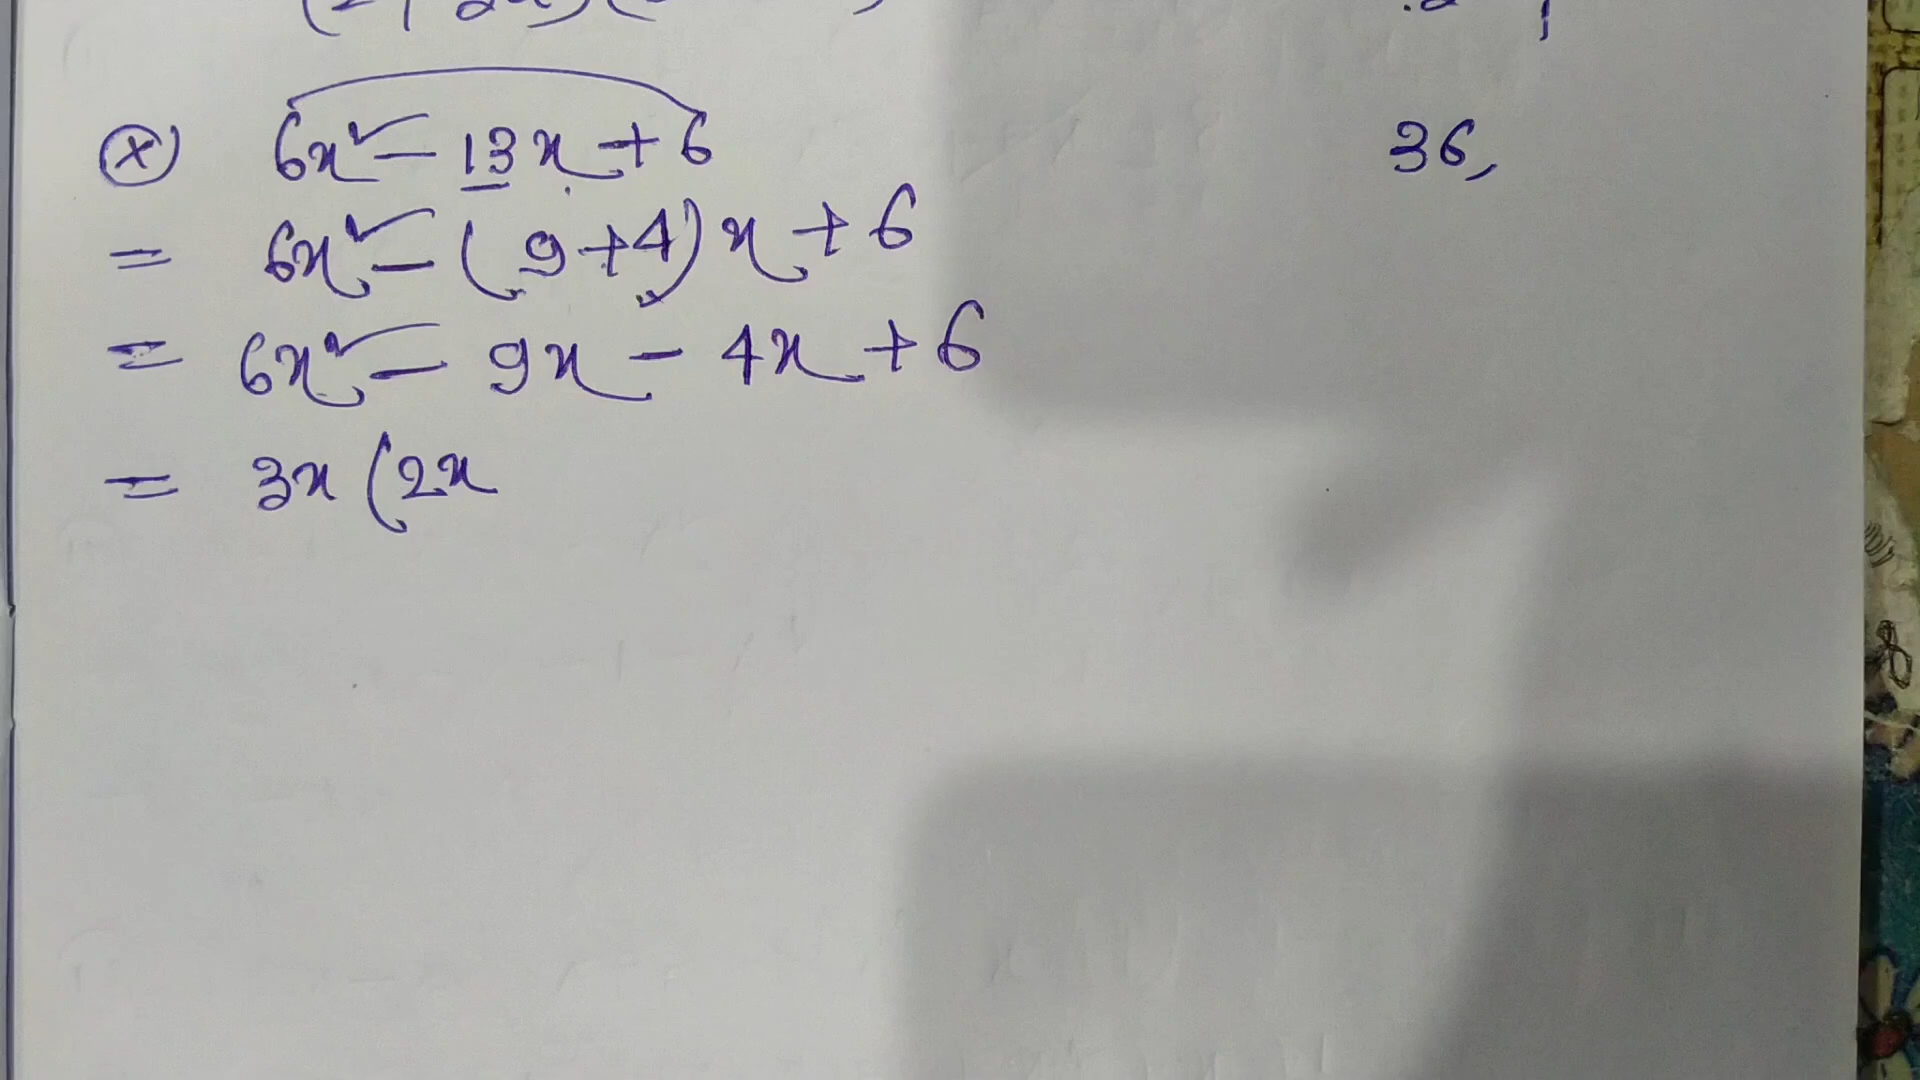 (x) 6x² - 13x + 6 36,
= 6x² - (9+4)x + 6
= 6x² - 9x - 4x + 6
= 3x (2x